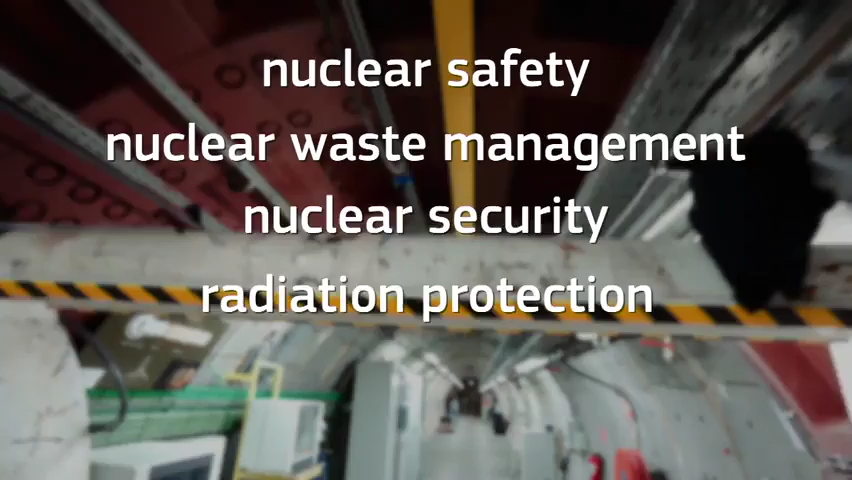 nuclear safety
nuclear waste management
nuclear security
radiation protection